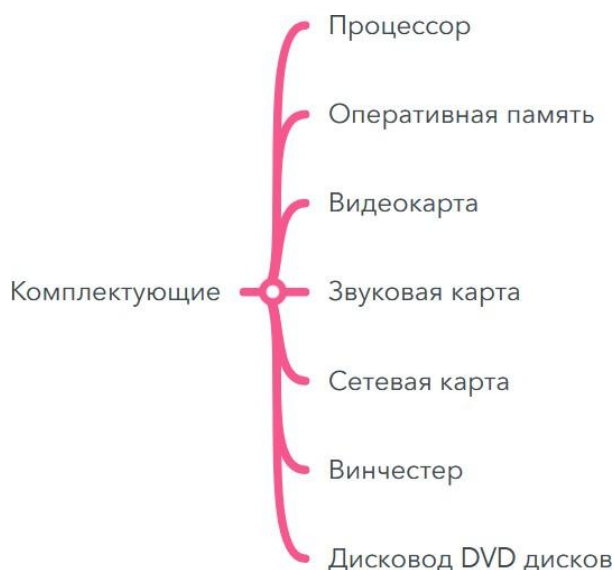 Процессор
Оперативная память
Видеокарта
Комплектующие
Звуковая карта
Сетевая карта
Винчестер
Дисковод DVD дисков